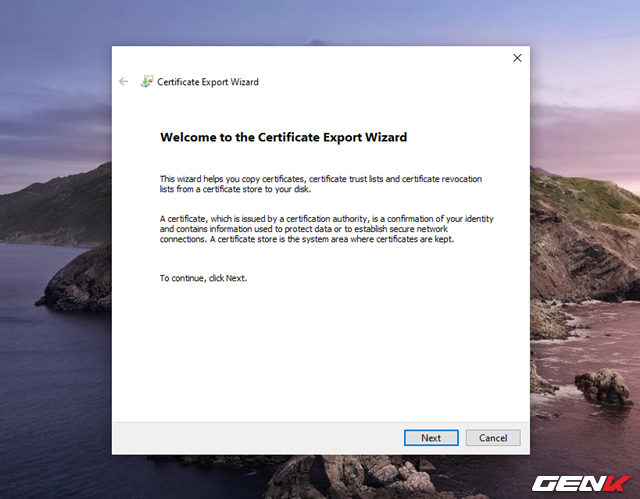 Certificate Export Wizard
Welcome to the Certificate Export Wizard
This wizard helps you copy certificates, certificate trust lists and certificate revocation
lists from a certificate store to your disk.
A certificate, which is issued by a certification authority, is a confirmation of your identity
and contains information used to protect data or to establish secure network
connections. A certificate store is the system area where certificates are kept.
To continue, click Next.
Next Cancel
GENK